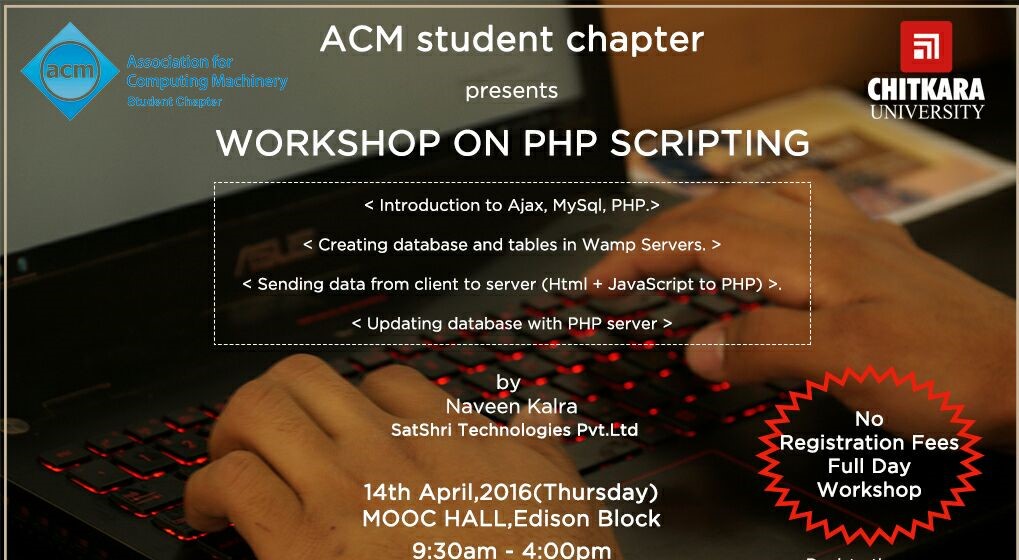 ACM student chapter
acm
Association for
Computing Machinery
Student Chapter
CHITKARA
UNIVERSITY
presents
WORKSHOP ON PHP SCRIPTING
< Introduction to Ajax, MySql, PHP.>
< Creating database and tables in Wamp Servers. >
< Sending data from client to server (Html + JavaScript to PHP) >.
< Updating database with PHP server >
ASUS
by
Naveen Kalra
SatShri Technologies Pvt.Ltd
No
Registration Fees
Full Day
Workshop
14th April,2016(Thursday)
MOOC HALL,Edison Block
9:30am - 4:00pm